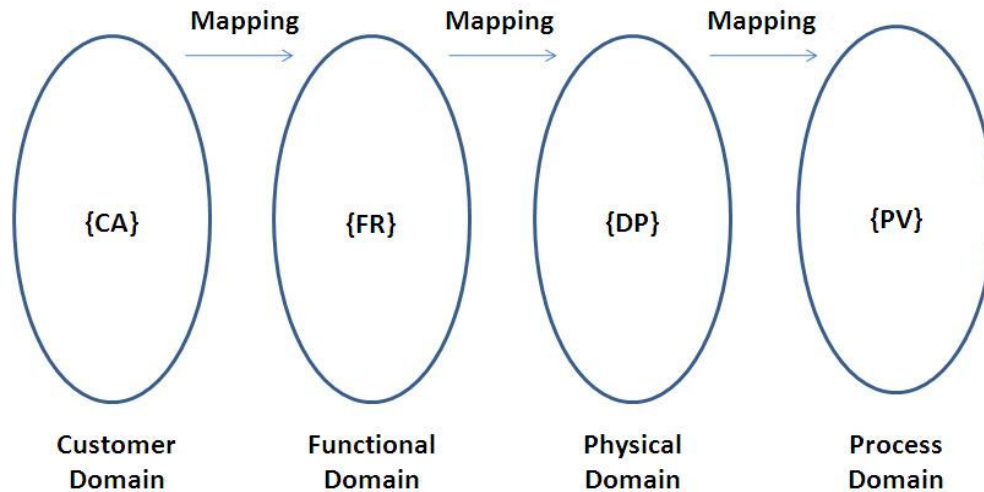 Mapping
Mapping
Mapping
{CA}
{FR}
{DP}
{PV}
Customer
Domain
Functional
Domain
Physical
Domain
Process
Domain